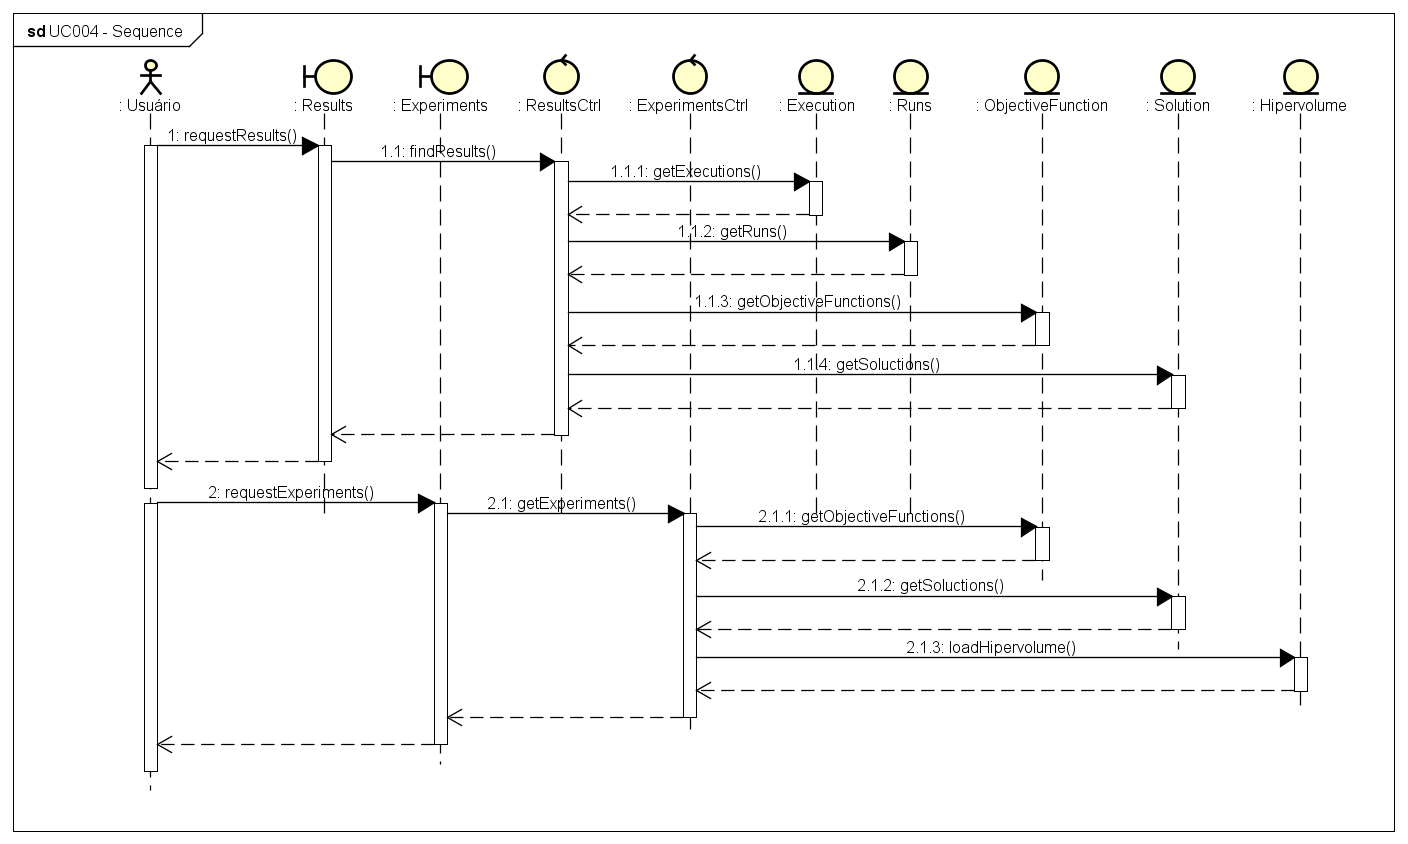 sd UC004 - Sequence
: Usuário
: Results
: Experiments
: ResultsCtrl
: ExperimentsCtrl
: Execution
: Runs
: ObjectiveFunction
: Solution
: Hipervolume
1: requestResults()
1.1: findResults()
1.1.1: getExecutions()
1.1.2: getRuns()
1.1.3: getObjectiveFunctions()
1.1.4: getSoluctions()
2: requestExperiments()
2.1: getExperiments()
2.1.1: getObjectiveFunctions()
2.1.2: getSoluctions()
2.1.3: loadHipervolume()